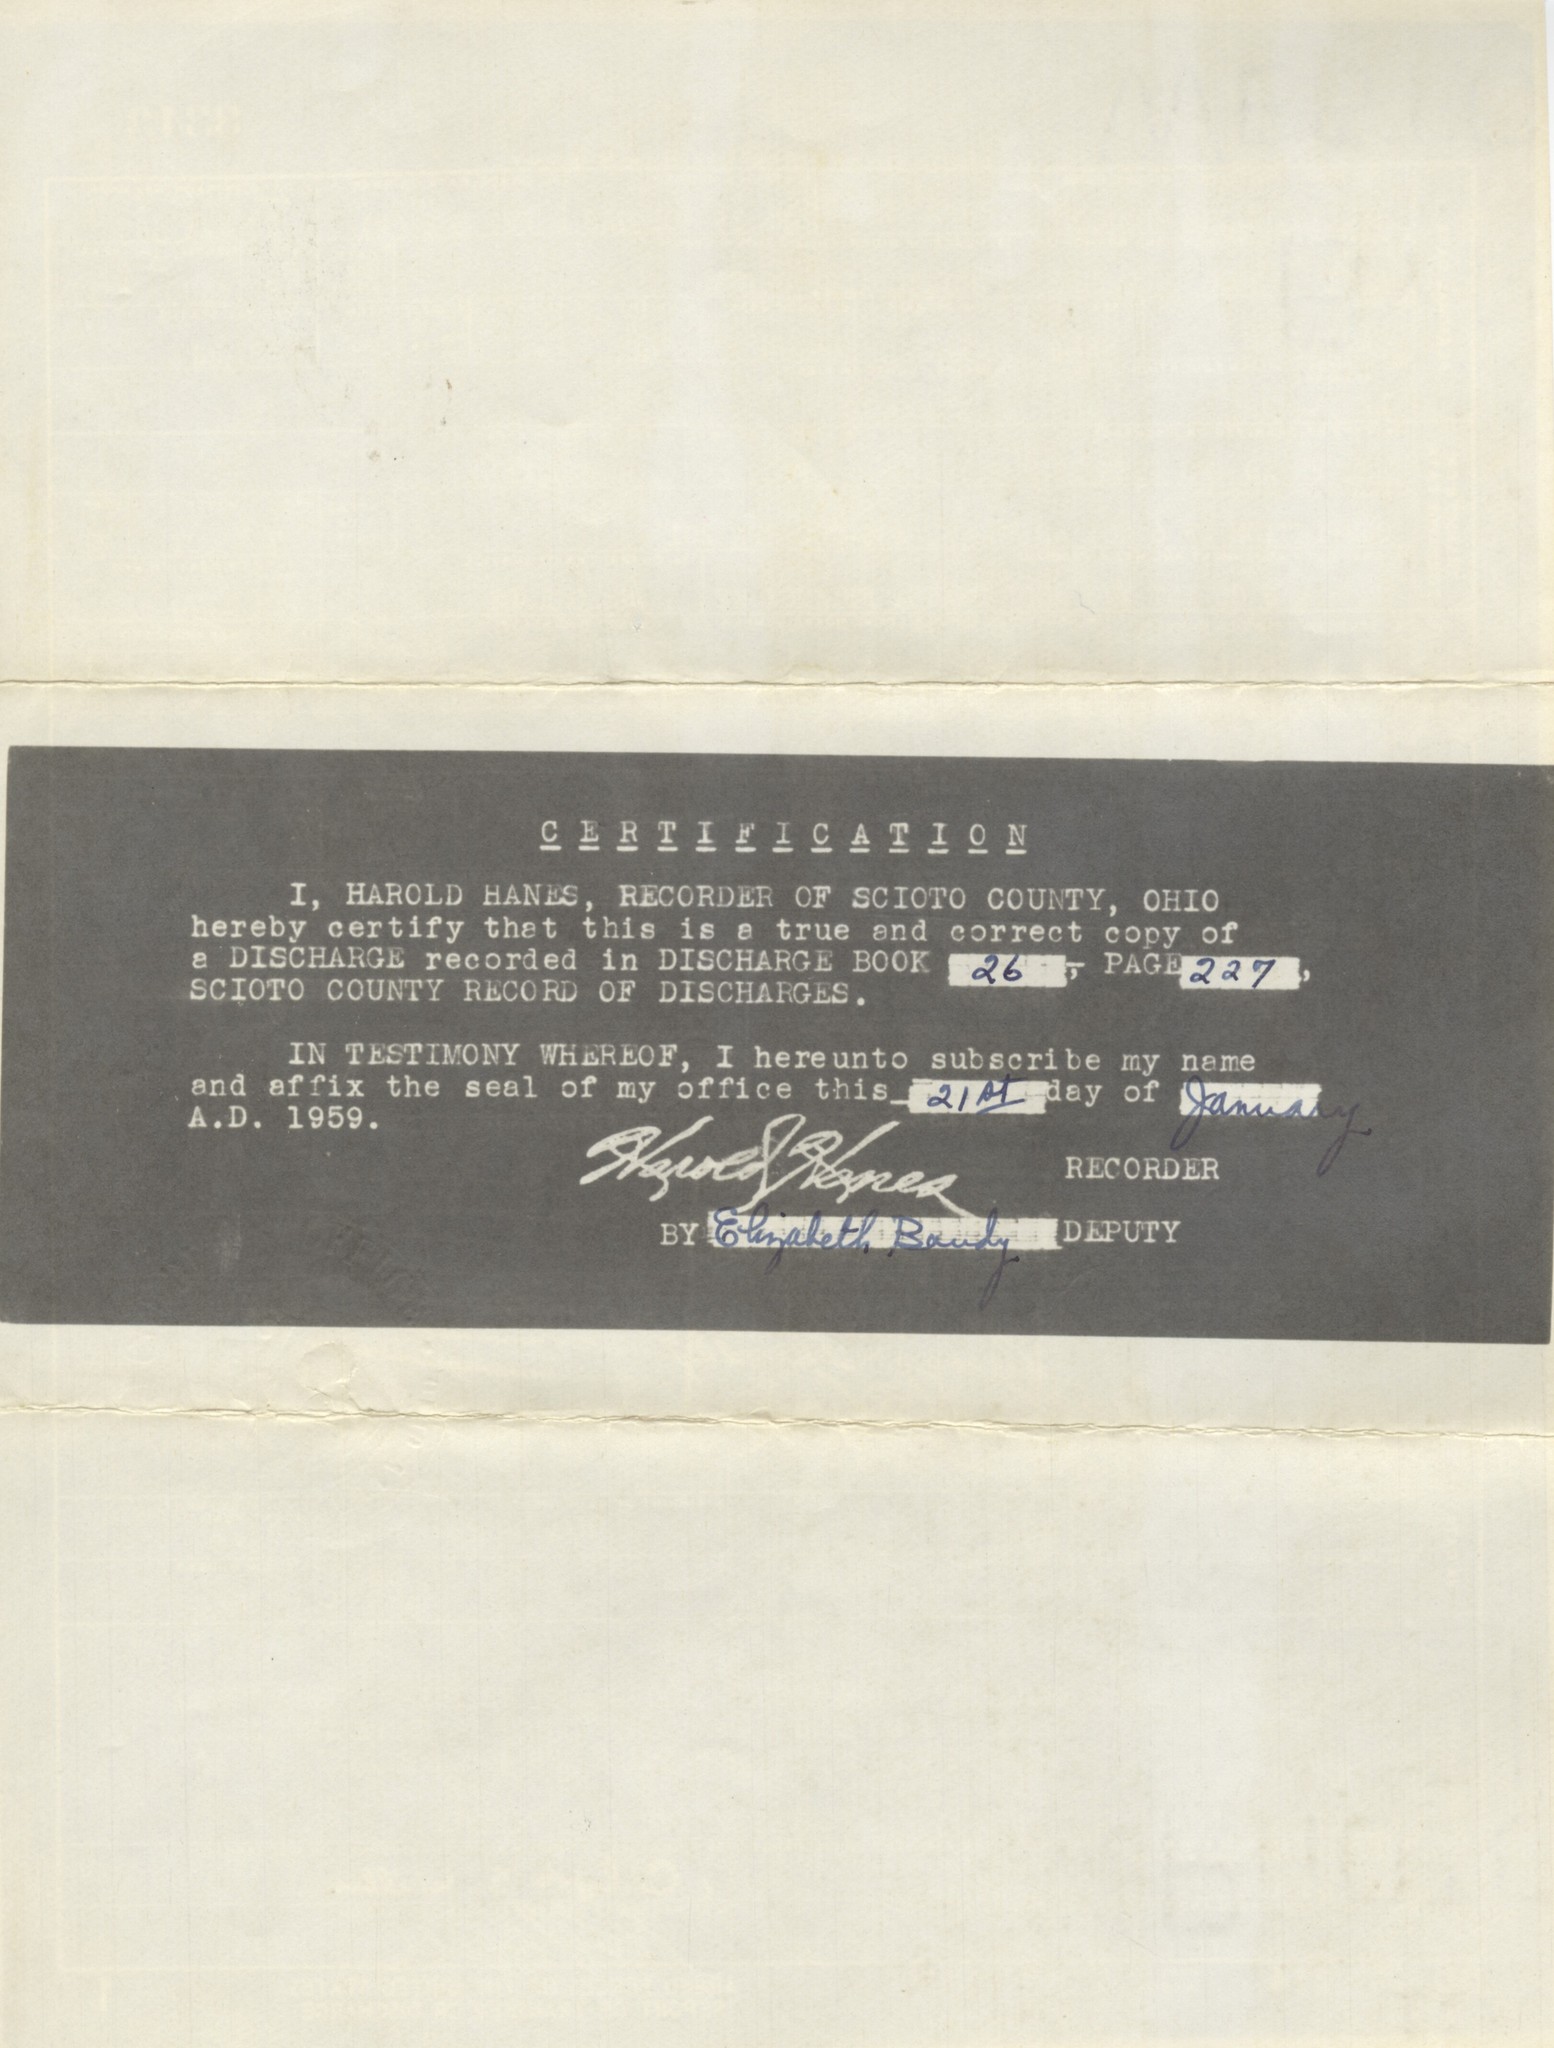 CERTIFICATION
I, HAROLD HANES, RECORDER OF SCIOTO COUNTY, OHIO
hereby certify that this is a true and correct copy of
a DISCHARGE recorded in DISCHARGE BOOK 26, PAGE 227,
SCIOTO COUNTY RECORD OF DISCHARGES.
IN TESTIMONY WHEREOF, I hereunto subscribe my name
and affix the seal of my office this 21st day of January
A.D. 1959.
Harold Hanes RECORDER
BY Elizabeth Bandy DEPUTY